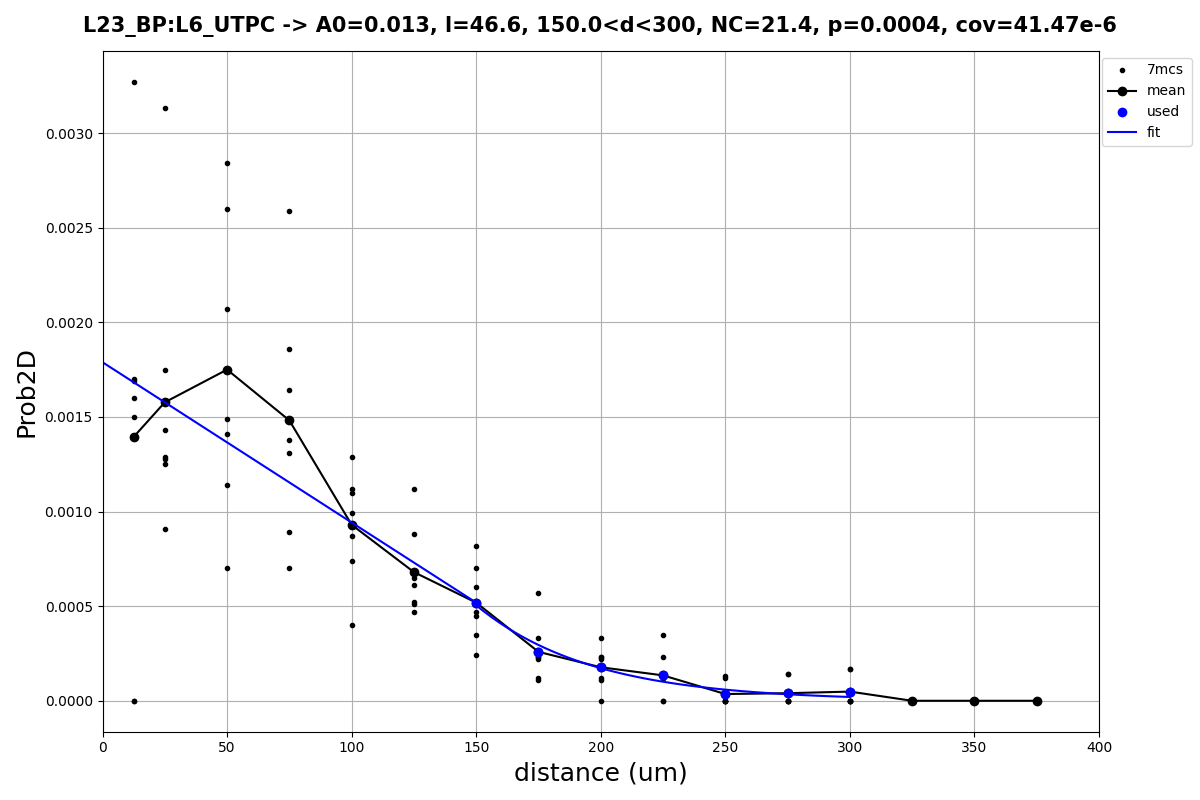 L23_BP:L6_UTPC -> A0=0.013, l=46.6, 150.0<d<300, NC=21.4, p=0.0004, cov=41.47e-6
7mcs
mean
used
fit
Prob2D
0.0030
0.0025
0.0020
0.0015
0.0010
0.0005
0.0000
0 50 100 150 200 250 300 350 400
distance (um)